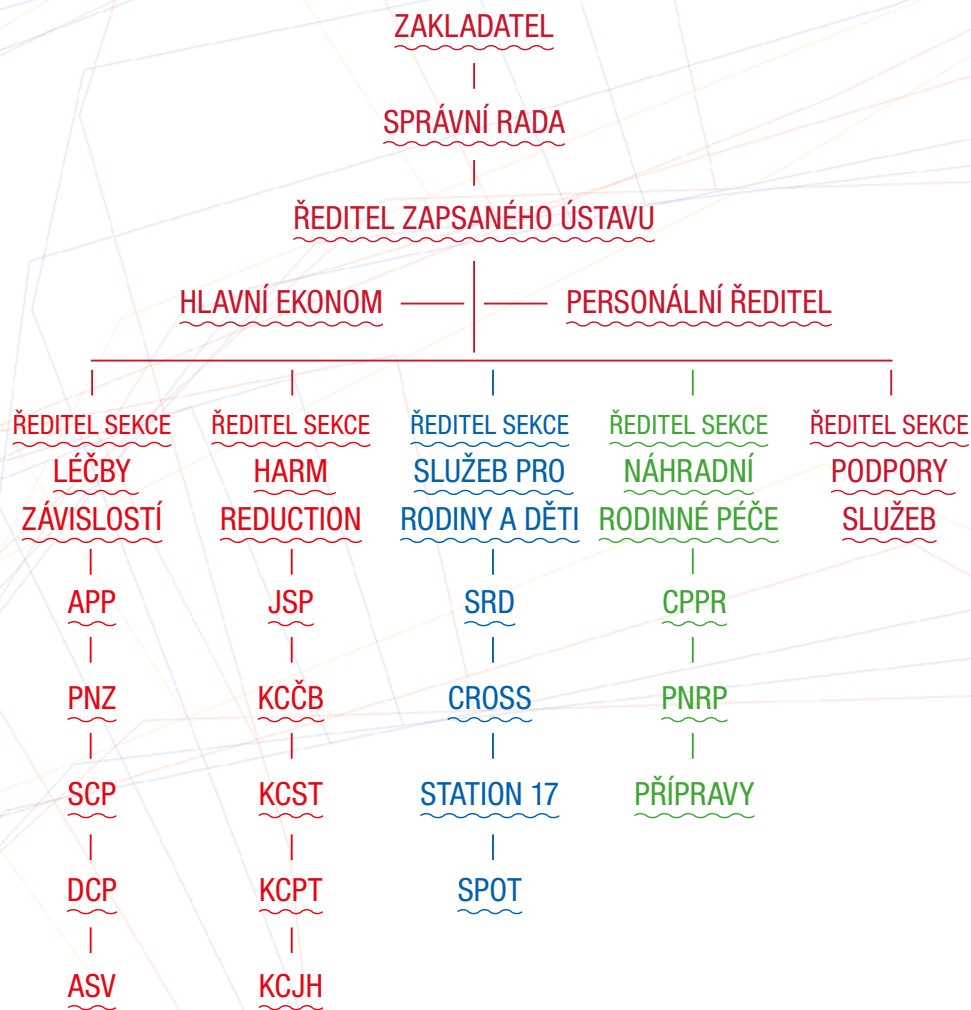 ZAKLADATEL
SPRÁVNÍ RADA
ŘEDITEL ZAPSANÉHO ÚSTAVU
HLAVNÍ EKONOM
PERSONÁLNÍ ŘEDITEL
ŘEDITEL SEKCE
LÉČBY
ZÁVISLOSTÍ
APP
PNZ
SCP
DCP
ASV
ŘEDITEL SEKCE
HARM
REDUCTION
JSP
KCČB
KCST
KCPT
KCJH
ŘEDITEL SEKCE
SLUŽEB PRO
RODINY A DĚTI
SRD
CROSS
STATION 17
SPOT
ŘEDITEL SEKCE
NÁHRADNÍ
RODINNÉ PÉČE
CPPR
PNRP
PŘÍPRAVY
ŘEDITEL SEKCE
PODPORY
SLUŽEB